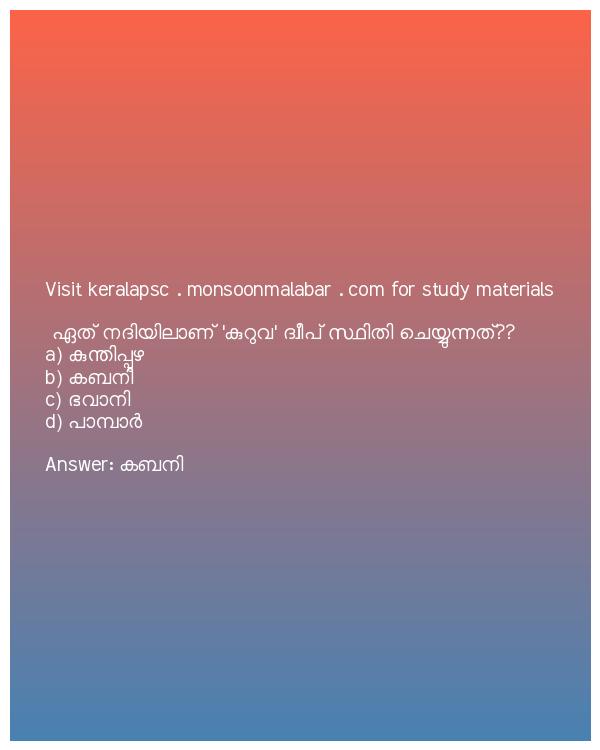 Visit keralapsc . monsoonmalabar . com for study materials
ഏത് നദിയിലാണ് 'കുറുവ' ദ്വീപ് സ്ഥിതി ചെയ്യുന്നത്??
a) കുന്തിപ്പുഴ
b) കബനി
c) ഭവാനി
d) പാമ്പാർ
Answer: കബനി